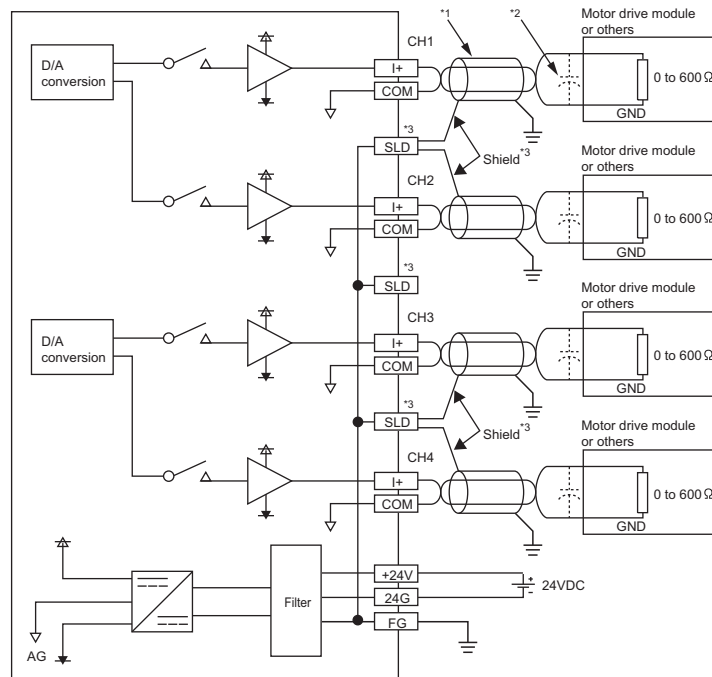 *1
*2
Motor drive module
or others
CH1
D/A
conversion
I+
COM
0 to 600 Ω
GND
*3
SLD
Shield*3
Motor drive module
or others
CH2
I+
COM
0 to 600 Ω
GND
*3
SLD
Motor drive module
or others
CH3
D/A
conversion
I+
COM
0 to 600 Ω
GND
*3
SLD
Shield*3
Motor drive module
or others
CH4
I+
COM
0 to 600 Ω
GND
Filter
+24V
24G
24VDC
FG
AG